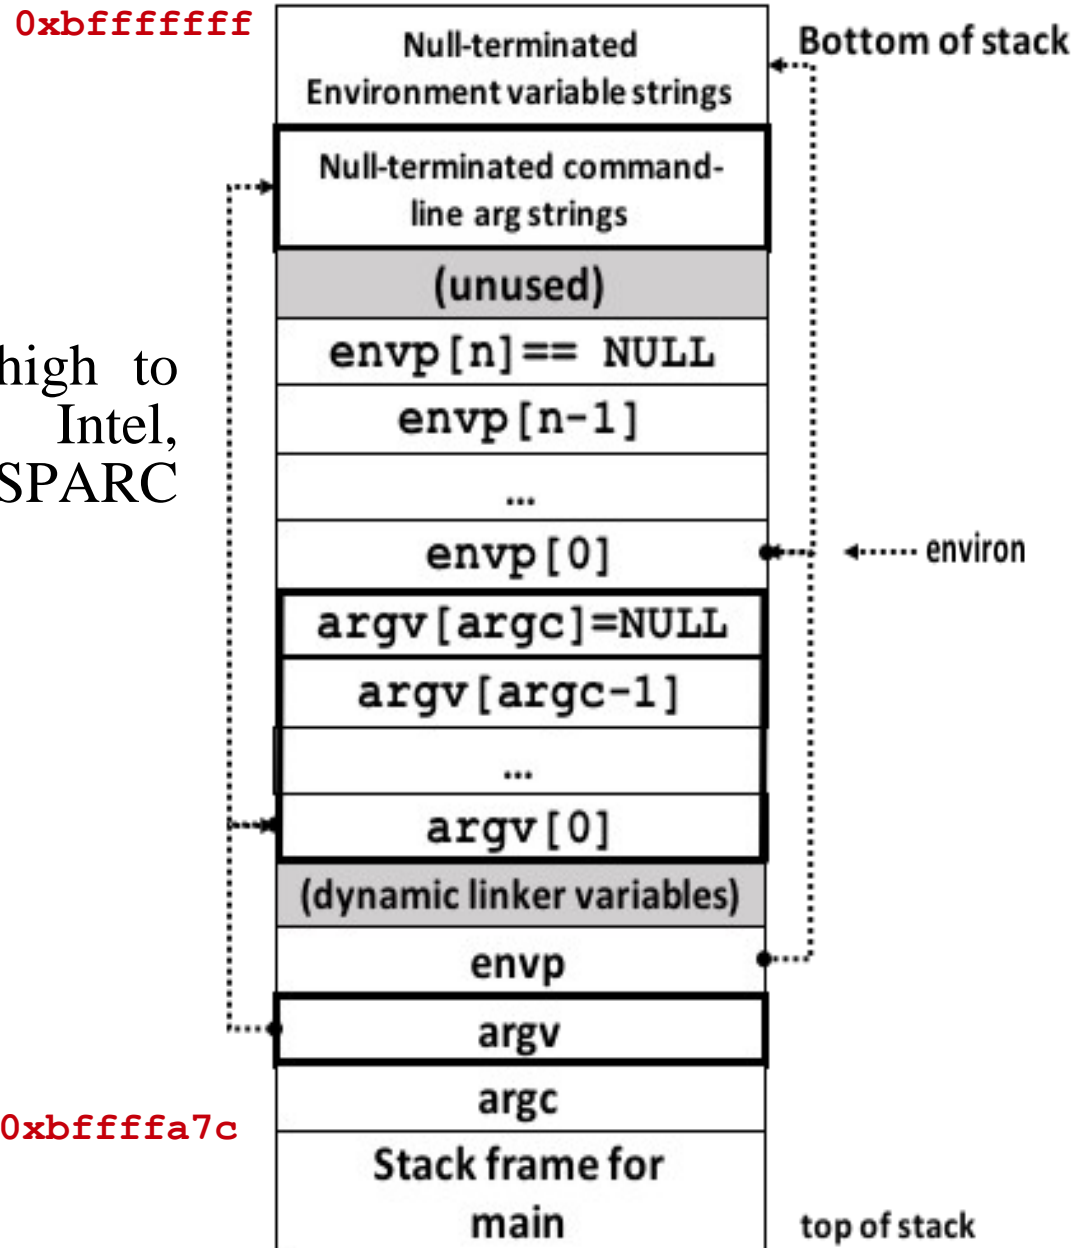 0xbfffffff
Null-terminated
Environment variable strings
Bottom of stack
Null-terminated command-
line arg strings
(unused)
high to
Intel,
SPARC
envp[n]== NULL
envp[n-1]
...
envp[0]
environ
argv[argc]=NULL
argv[argc-1]
...
argv[0]
(dynamic linker variables)
envp
argv
argc
0xbffffa7c
Stack frame for
main
top of stack